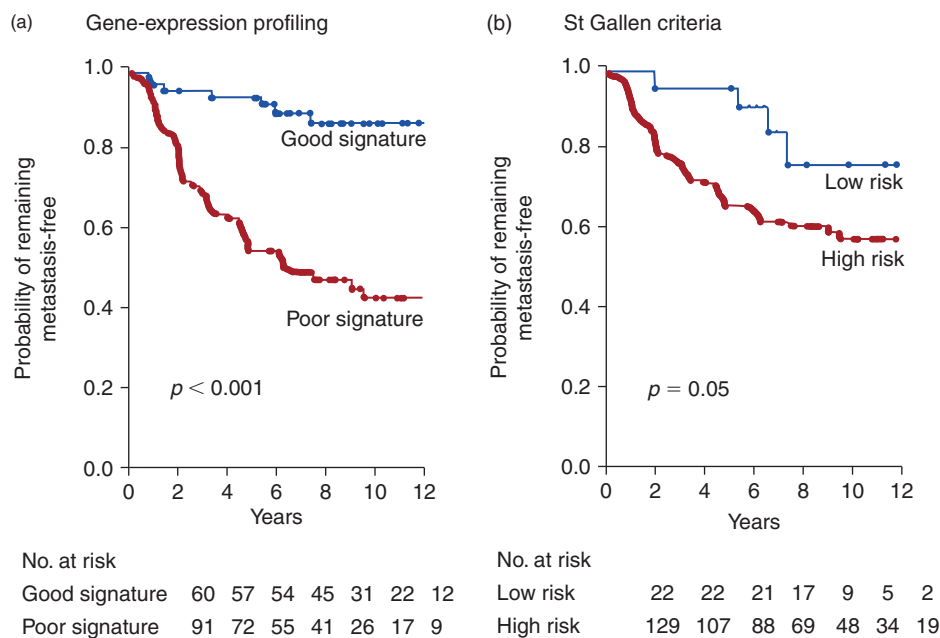 (a) Gene-expression profiling
1.0
0.8
0.6
0.4
0.2
0.0
Probability of remaining
metastasis-free
Good signature
Poor signature
p < 0.001
0 2 4 6 8 10 12
Years
No. at risk
Good signature 60 57 54 45 31 22 12
Poor signature 91 72 55 41 26 17 9
(b) St Gallen criteria
1.0
0.8
0.6
0.4
0.2
0.0
Probability of remaining
metastasis-free
Low risk
High risk
p = 0.05
0 2 4 6 8 10 12
Years
No. at risk
Low risk 22 22 21 17 9 5 2
High risk 129 107 88 69 48 34 19